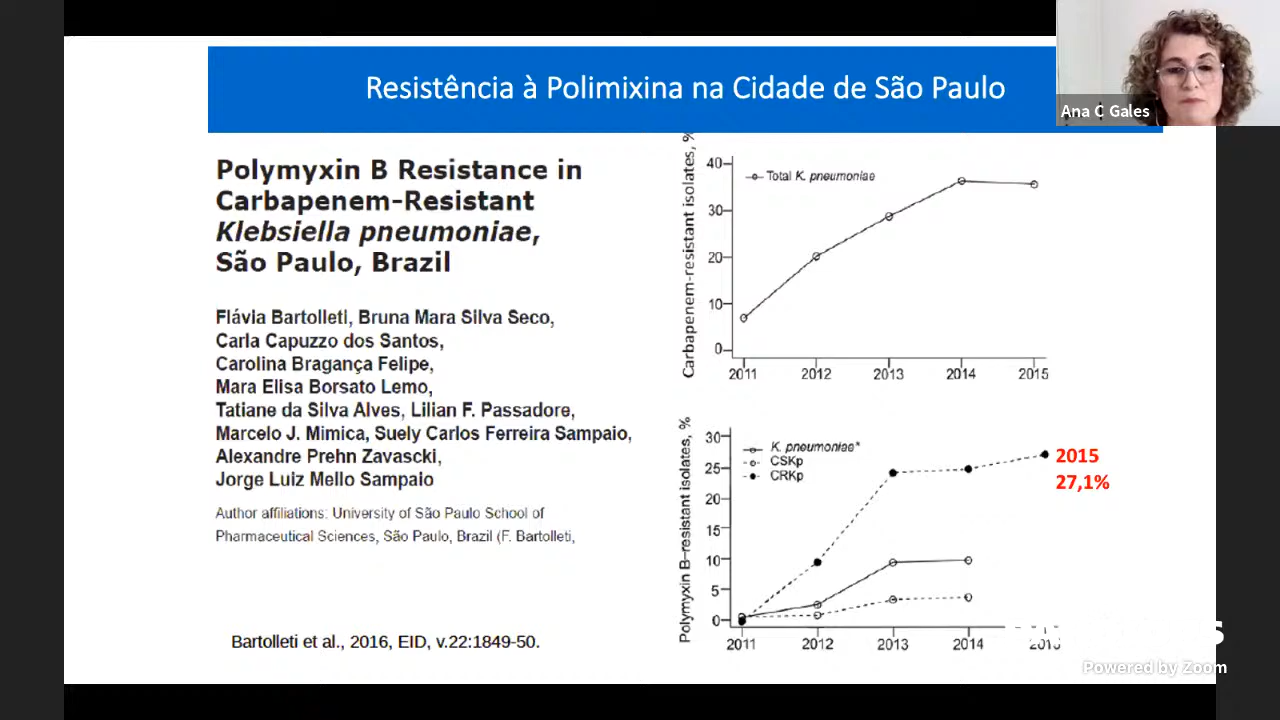 Resistência à Polimixina na Cidade de São Paulo
Ana C Gales
Polymyxin B Resistance in
Carbapenem-Resistant
Klebsiella pneumoniae,
São Paulo, Brazil
Flávia Bartolleti, Bruna Mara Silva Seco,
Carla Capuzzo dos Santos,
Carolina Bragança Felipe,
Mara Elisa Borsato Lemo,
Tatiane da Silva Alves, Lilian F. Passadore,
Marcelo J. Mimica, Suely Carlos Ferreira Sampaio,
Alexandre Prehn Zavascki,
Jorge Luiz Mello Sampaio
Author affiliations: University of São Paulo School of
Pharmaceutical Sciences, São Paulo, Brazil (F. Bartolleti,
Bartolleti et al., 2016, EID, v.22:1849-50.
Carbapenem-resistant isolates, %
Total K. pneumoniae
40
30
20
10
0
2011 2012 2013 2014 2015
Polymyxin B-resistant isolates, %
K. pneumoniae*
CSKp
CRKp
30
25
20
15
10
5
0
2011 2012 2013 2014 2015
2015
27,1%
Powered by Zoom